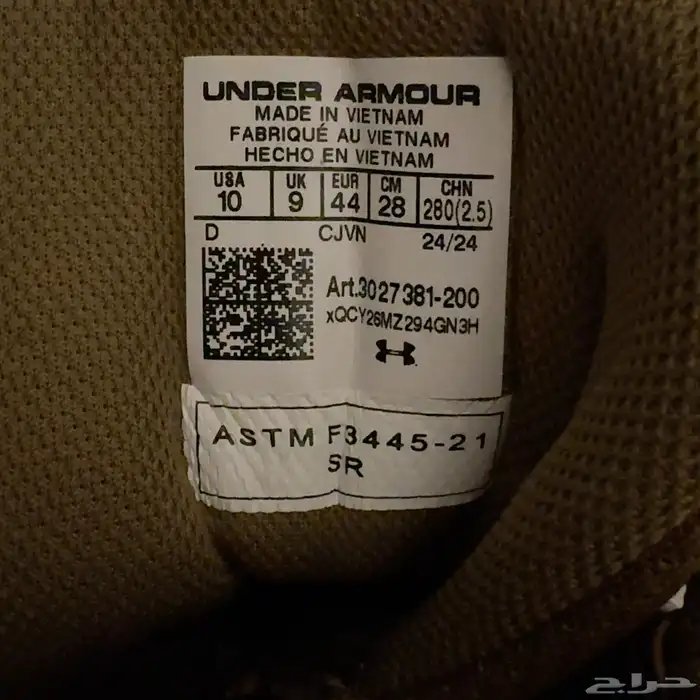 UNDER ARMOUR
MADE IN VIETNAM
FABRIQUÉ AU VIETNAM
HECHO EN VIETNAM
USA UK EUR CM CHN
10 9 44 28 280(2.5)
D CJVN 24/24
Art.3027381-200
xQCY26MZ294GN3H
ASTM F3445-21
SR
حراج